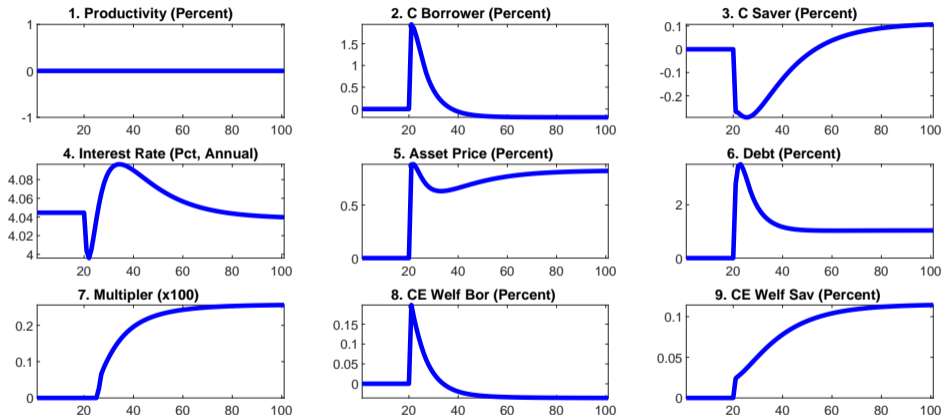 1. Productivity (Percent)
1
0
-1
20 40 60 80 100
2. C Borrower (Percent)
1.5
1
0.5
0
20 40 60 80 100
3. C Saver (Percent)
0.1
0
-0.1
-0.2
20 40 60 80 100
4. Interest Rate (Pct, Annual)
4.08
4.06
4.04
4.02
4
20 40 60 80 100
5. Asset Price (Percent)
0.5
0
20 40 60 80 100
6. Debt (Percent)
2
0
20 40 60 80 100
7. Multipler (x100)
0.2
0.1
0
20 40 60 80 100
8. CE Welf Bor (Percent)
0.15
0.1
0.05
0
20 40 60 80 100
9. CE Welf Sav (Percent)
0.1
0.05
0
20 40 60 80 100